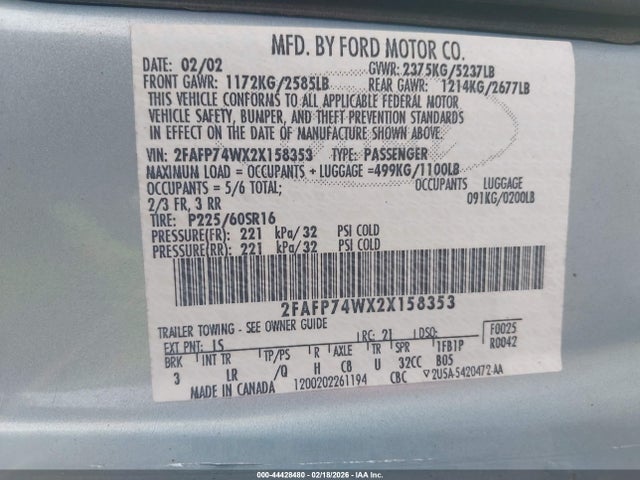 MFD. BY FORD MOTOR CO.
DATE: 02/02 GVWR: 2375KG/5237LB
FRONT GAWR: 1172KG/2585LB REAR GAWR: 1214KG/2677LB
THIS VEHICLE CONFORMS TO ALL APPLICABLE FEDERAL MOTOR
VEHICLE SAFETY, BUMPER, AND THEFT PREVENTION STANDARDS
IN EFFECT ON THE DATE OF MANUFACTURE SHOWN ABOVE.
VIN: 2FAFP74WX2X158353 TYPE: PASSENGER
MAXIMUM LOAD = OCCUPANTS + LUGGAGE = 499KG/1100LB
OCCUPANTS = 5/6 TOTAL; OCCUPANTS LUGGAGE
2/3 FR, 3 RR 091KG/0200LB
TIRE: P225/60SR16
PRESSURE(FR): 221 kPa/ 32 PSI COLD
PRESSURE(RR): 221 kPa/ 32 PSI COLD
2FAFP74WX2X158353
TRAILER TOWING - SEE OWNER GUIDE
EXT PNT: IS RC: 21 DSO: F0025
BRK INT TR TP/PS R AXLE TR SPR 1FB1P R0042
3 LR /Q H CB U 32CC B05
MADE IN CANADA 1200202261194 CBC ▽2U5A-5420472-AA
000-44428480 - 02/18/2026 - IAA Inc.